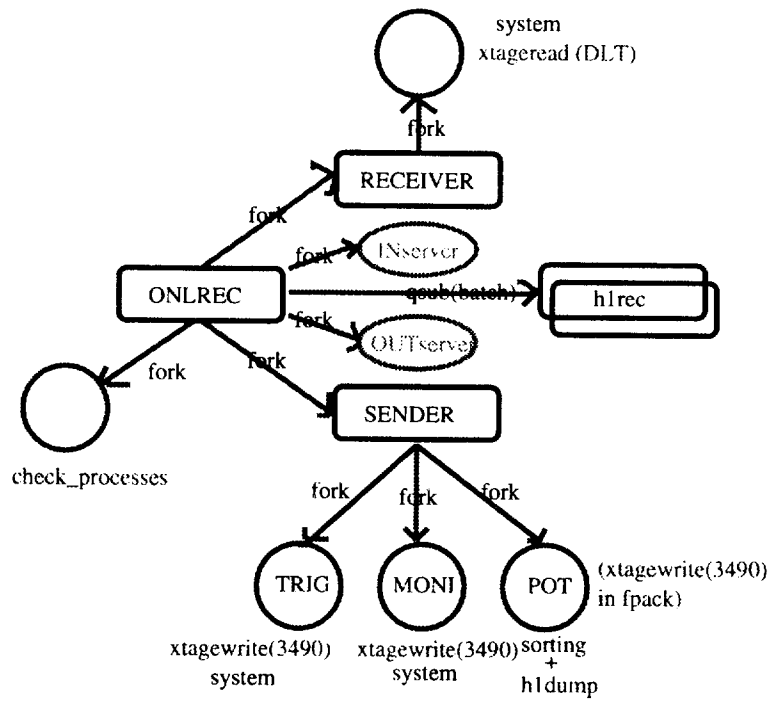 system
xtageread (DLT)
fork
RECEIVER
fork
INserver
fork
ONLREC
qsub(batch)
h1rec
fork
OUTserver
fork
fork
SENDER
check_processes
fork
fork
fork
TRIG
MONI
POT
(xtagewrite(3490)
in fpack)
xtagewrite(3490)
system
xtagewrite(3490)
system
sorting
+
h1dump